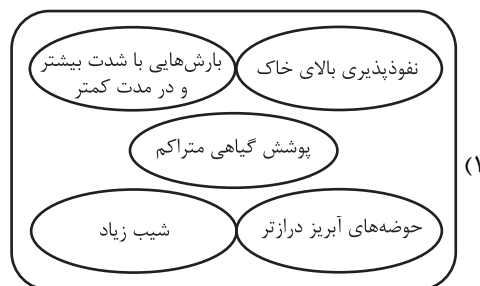 نفوذپذیری بالای خاک
بارش‌هایی با شدت بیشتر
و در مدت کمتر
پوشش گیاهی متراکم
(۱
حوضه‌های آبریز درازتر
شیب زیاد